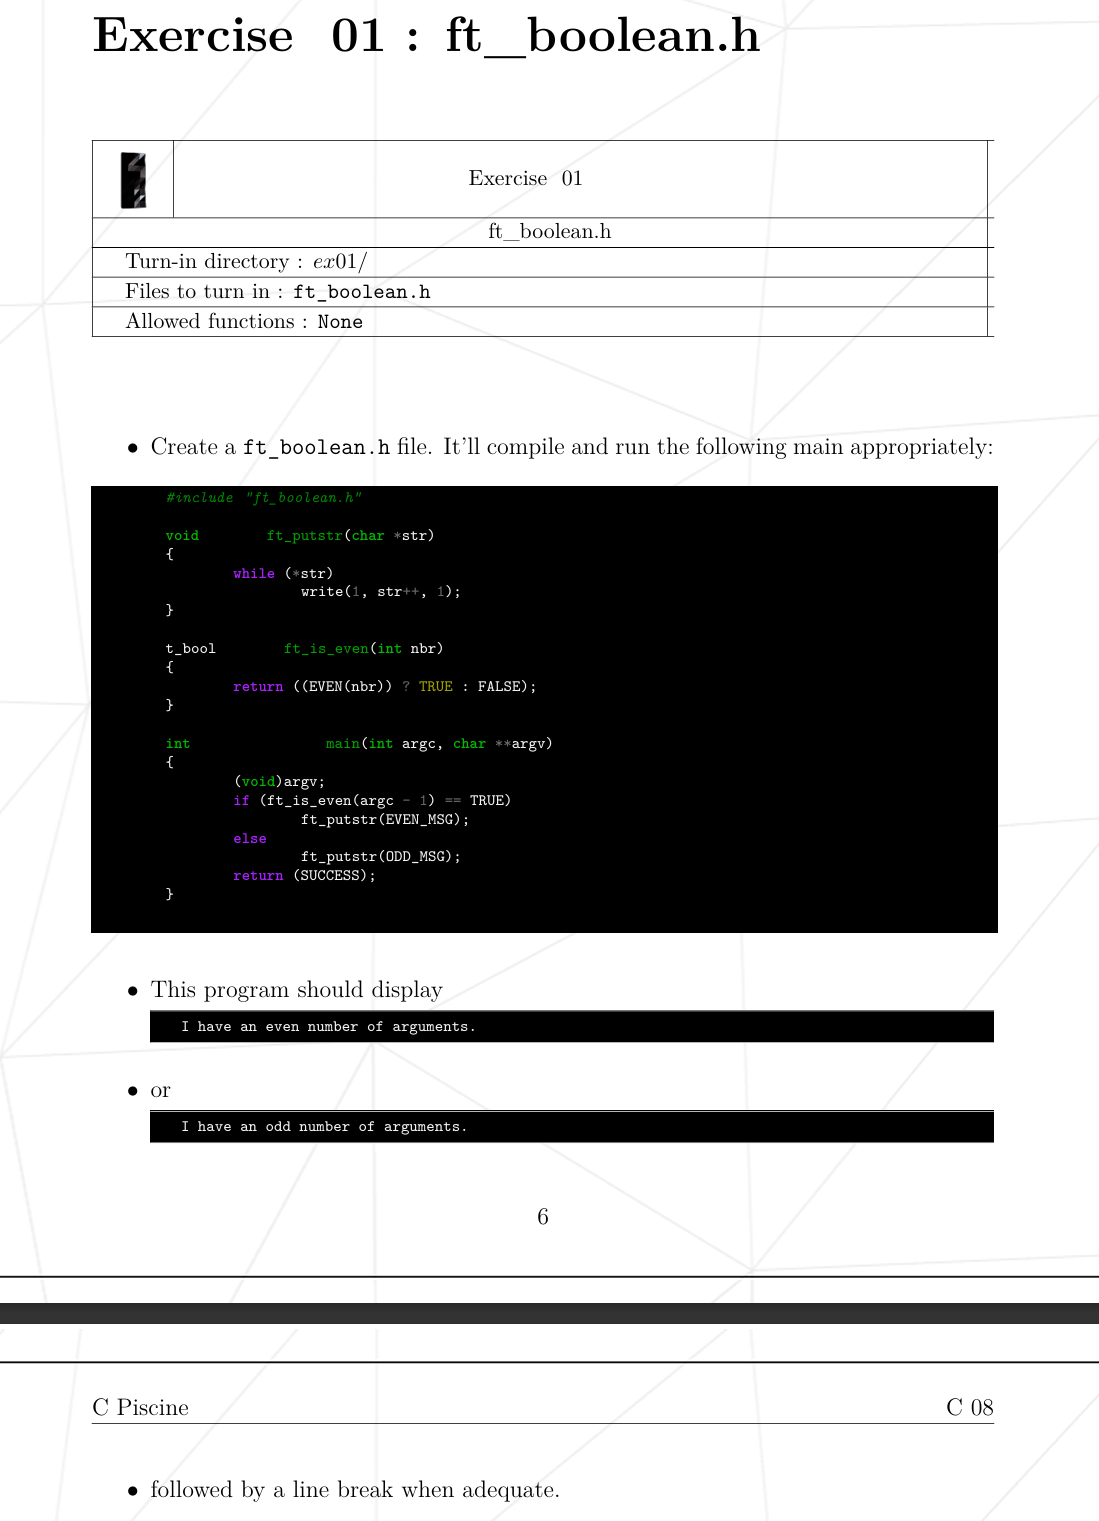 Exercise 01 : ft_boolean.h
Exercise 01
ft_boolean.h
Turn-in directory : ex01/
Files to turn in : ft_boolean.h
Allowed functions : None
• Create a ft_boolean.h file. It'll compile and run the following main appropriately:
#include "ft_boolean.h"
void ft_putstr(char *str)
{
while (*str)
write(1, str++, 1);
}
t_bool ft_is_even(int nbr)
{
return ((EVEN(nbr)) ? TRUE : FALSE);
}
int main(int argc, char **argv)
{
(void)argv;
if (ft_is_even(argc - 1) == TRUE)
ft_putstr(EVEN_MSG);
else
ft_putstr(ODD_MSG);
return (SUCCESS);
}
• This program should display
I have an even number of arguments.
• or
I have an odd number of arguments.
6
C Piscine C 08
• followed by a line break when adequate.